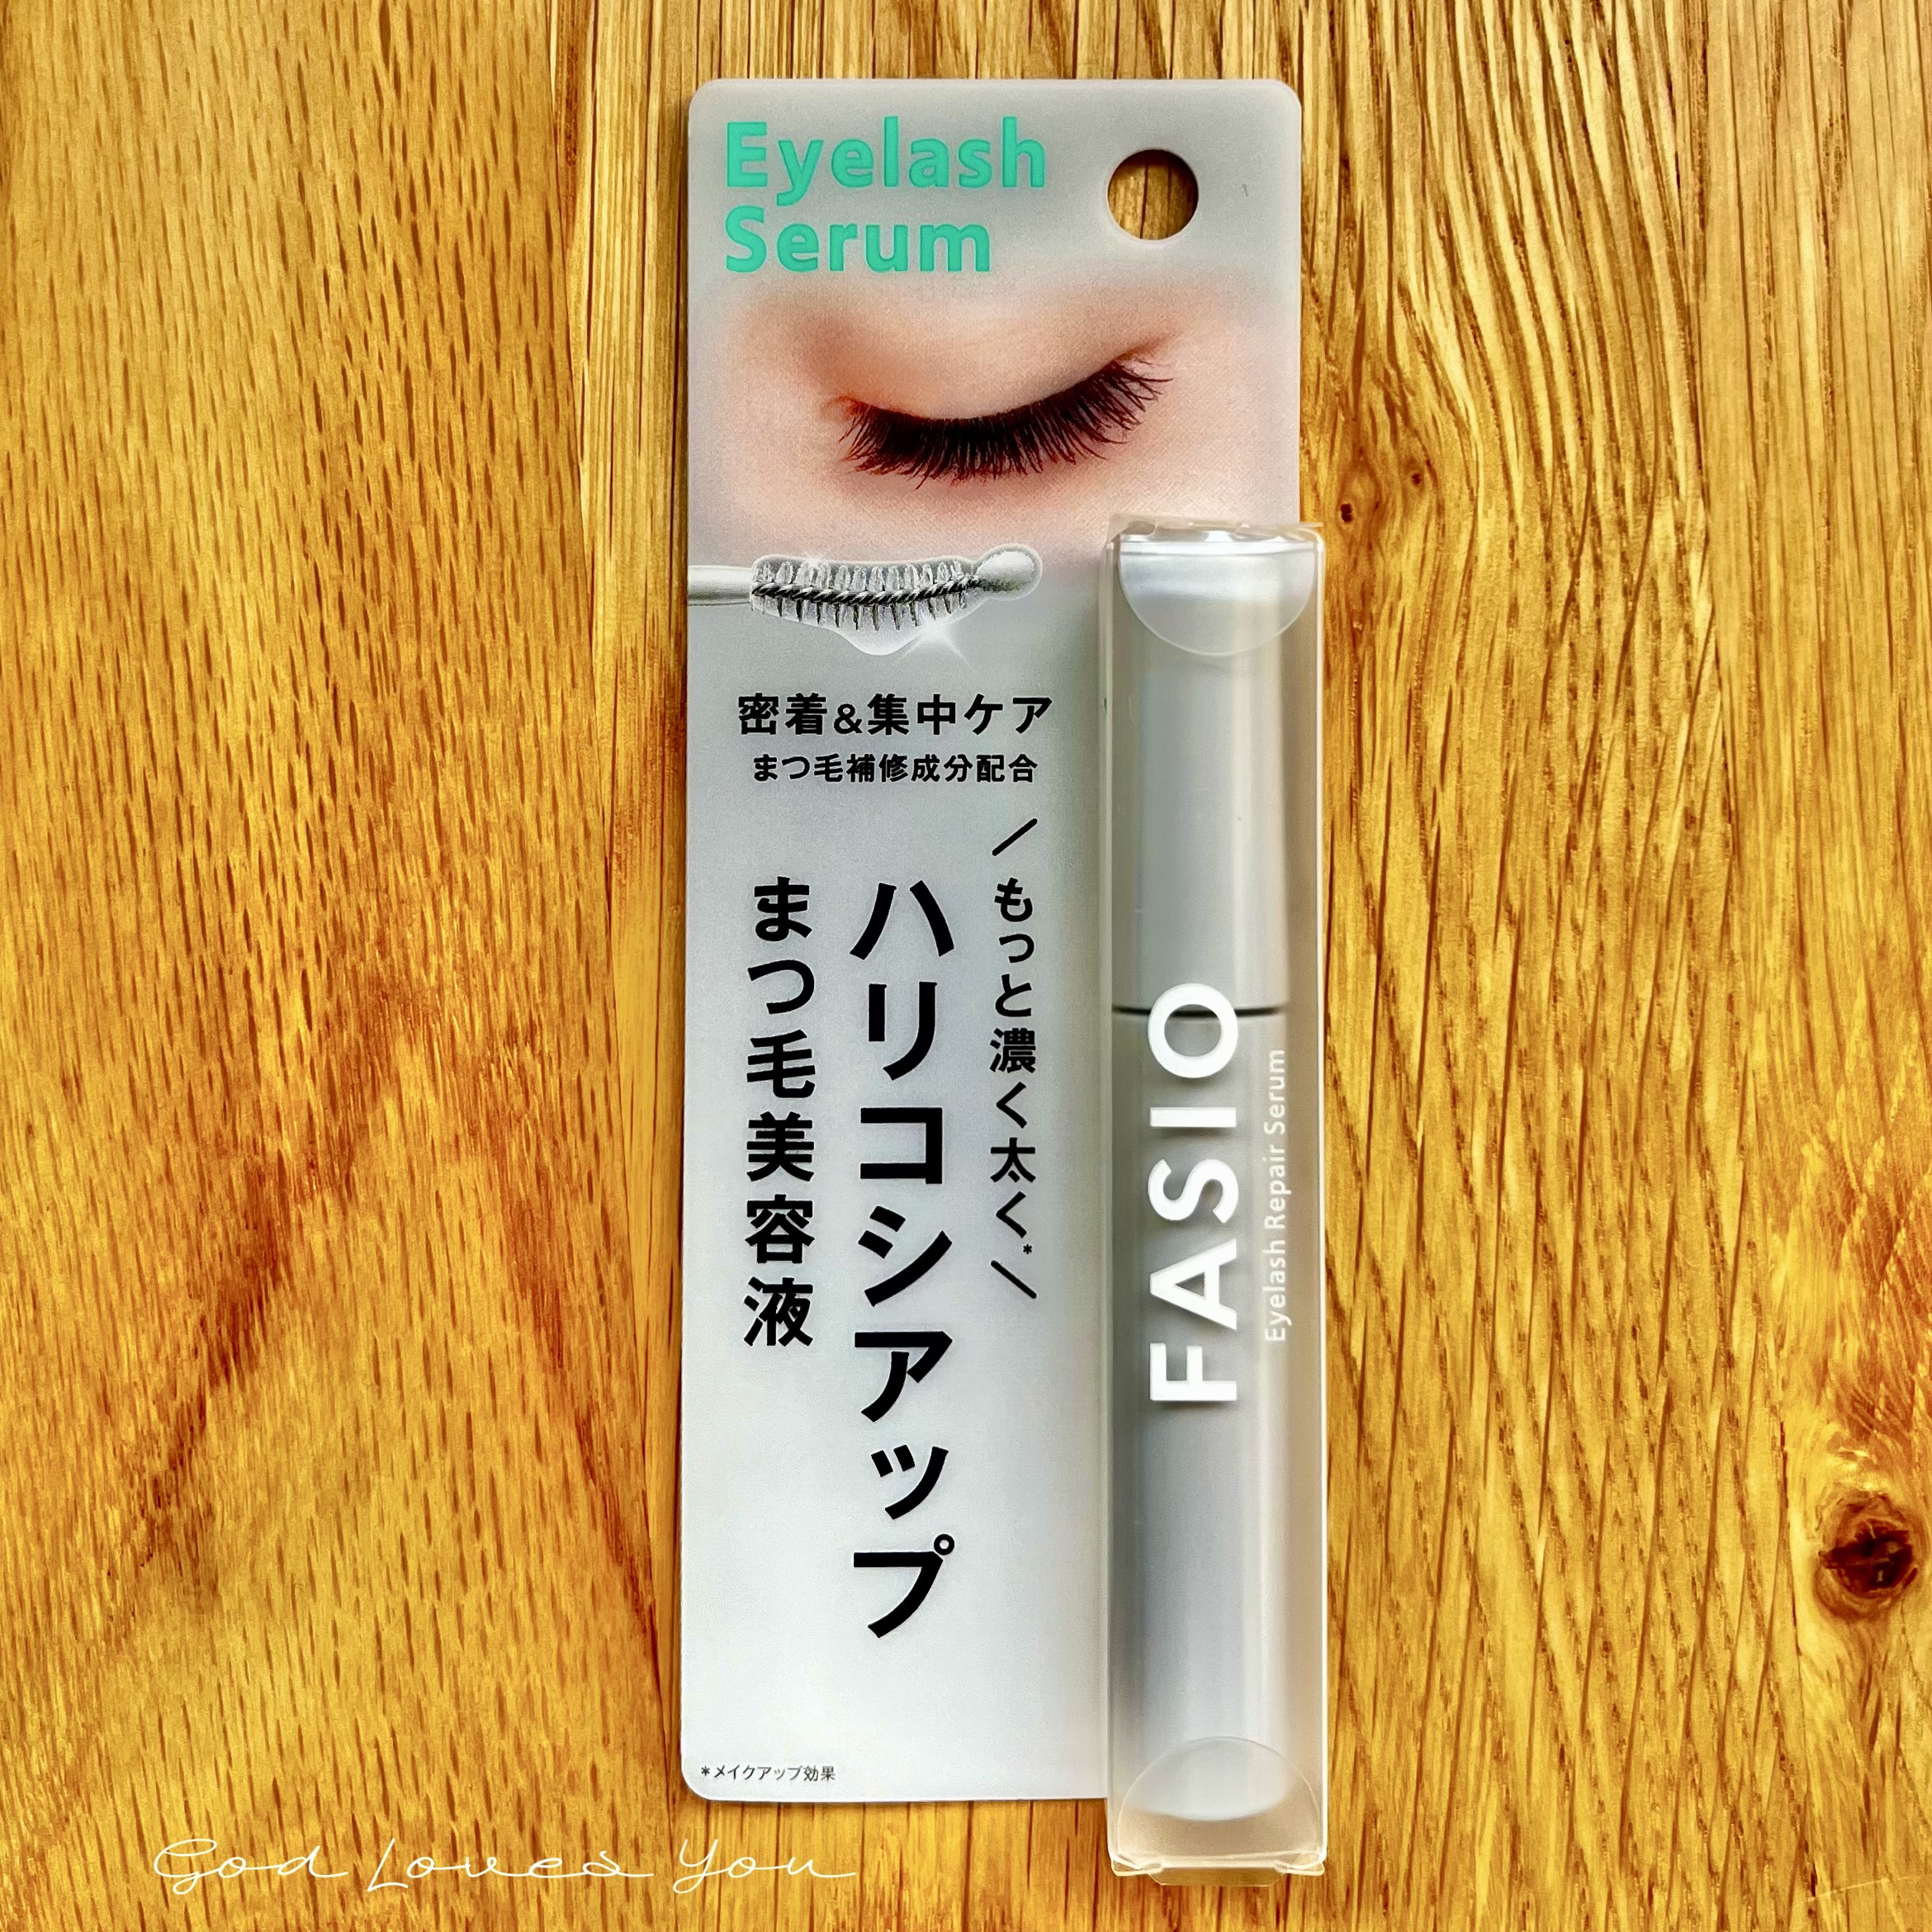 Eyelash
Serum
密着&集中ケア
まつ毛補修成分配合
／もっと濃く太く*＼
ハリコシアップ
まつ毛美容液
FASIO
Eyelash Repair Serum
*メイクアップ効果
God Loves You